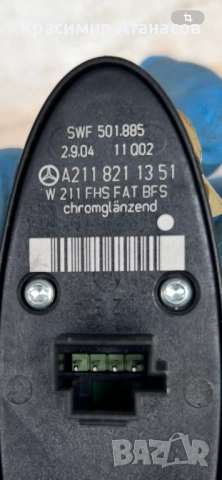 Красимир Атанасов
SWF 501.885
2.9.04 11 002
A211 821 13 51
W 211 FHS FAT BFS
chromglänzend
BAZAR
bg